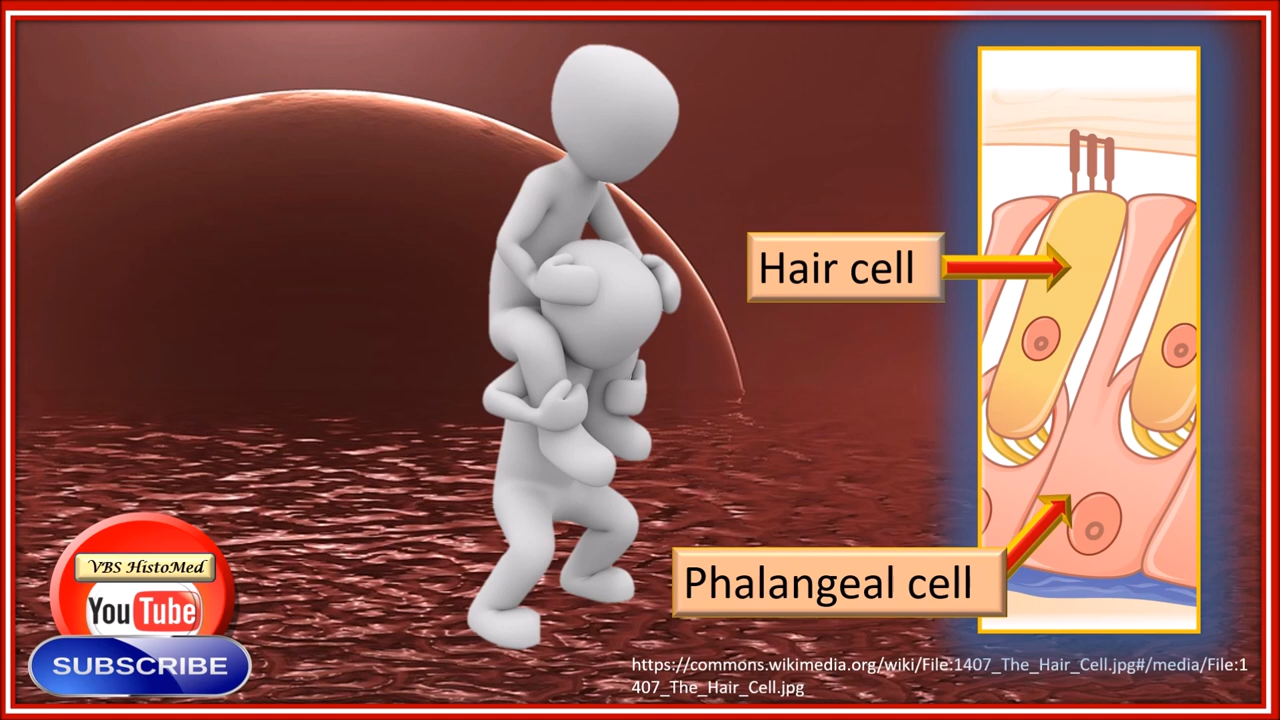 Hair cell
Phalangeal cell
VBS HistoMed
YouTube
SUBSCRIBE
https://commons.wikimedia.org/wiki/File:1407_The_Hair_Cell.jpg#/media/File:1
407_The_Hair_Cell.jpg